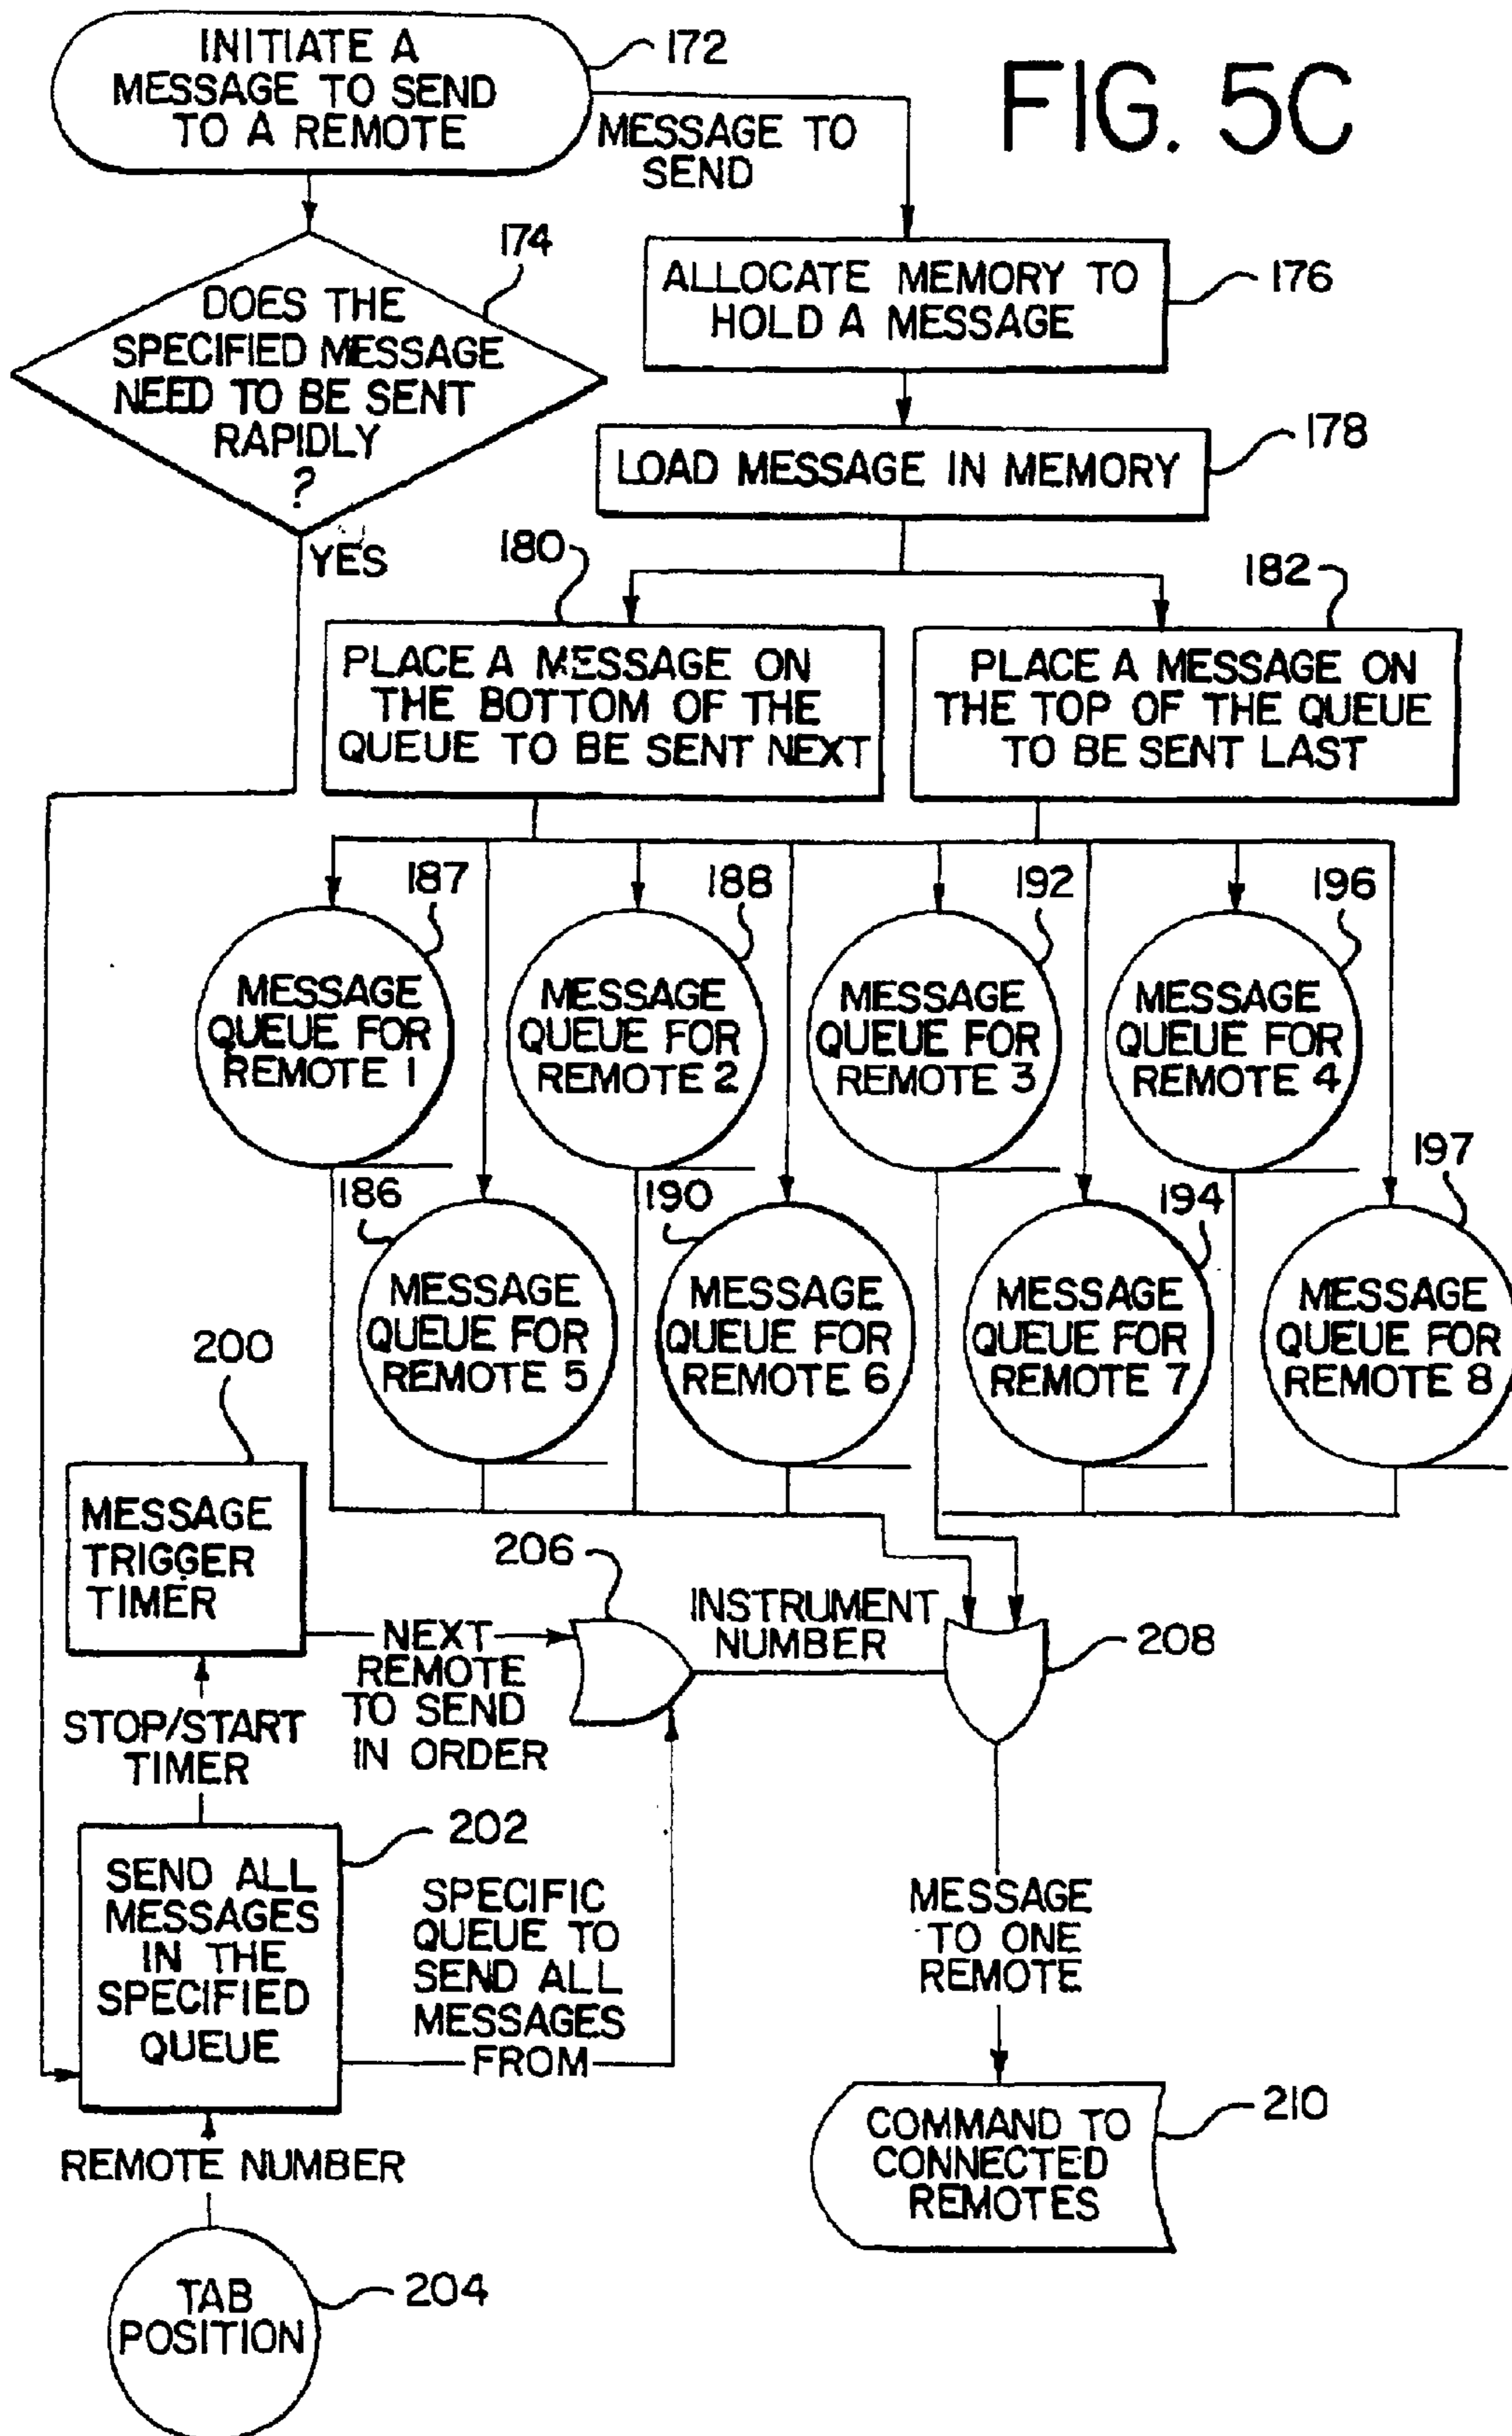 FIG. 5C
INITIATE A
MESSAGE TO SEND
TO A REMOTE
172
MESSAGE TO
SEND
174
DOES THE
SPECIFIED MESSAGE
NEED TO BE SENT
RAPIDLY
?
YES
ALLOCATE MEMORY TO
HOLD A MESSAGE
176
LOAD MESSAGE IN MEMORY
178
180
PLACE A MESSAGE ON
THE BOTTOM OF THE
QUEUE TO BE SENT NEXT
182
PLACE A MESSAGE ON
THE TOP OF THE QUEUE
TO BE SENT LAST
187
MESSAGE
QUEUE FOR
REMOTE 1
188
MESSAGE
QUEUE FOR
REMOTE 2
192
MESSAGE
QUEUE FOR
REMOTE 3
196
MESSAGE
QUEUE FOR
REMOTE 4
186
MESSAGE
QUEUE FOR
REMOTE 5
190
MESSAGE
QUEUE FOR
REMOTE 6
194
MESSAGE
QUEUE FOR
REMOTE 7
197
MESSAGE
QUEUE FOR
REMOTE 8
200
MESSAGE
TRIGGER
TIMER
NEXT
REMOTE
TO SEND
IN ORDER
206
INSTRUMENT
NUMBER
208
STOP/START
TIMER
202
SEND ALL
MESSAGES
IN THE
SPECIFIED
QUEUE
SPECIFIC
QUEUE TO
SEND ALL
MESSAGES
FROM
MESSAGE
TO ONE
REMOTE
REMOTE NUMBER
COMMAND TO
CONNECTED
REMOTES
210
TAB
POSITION
204